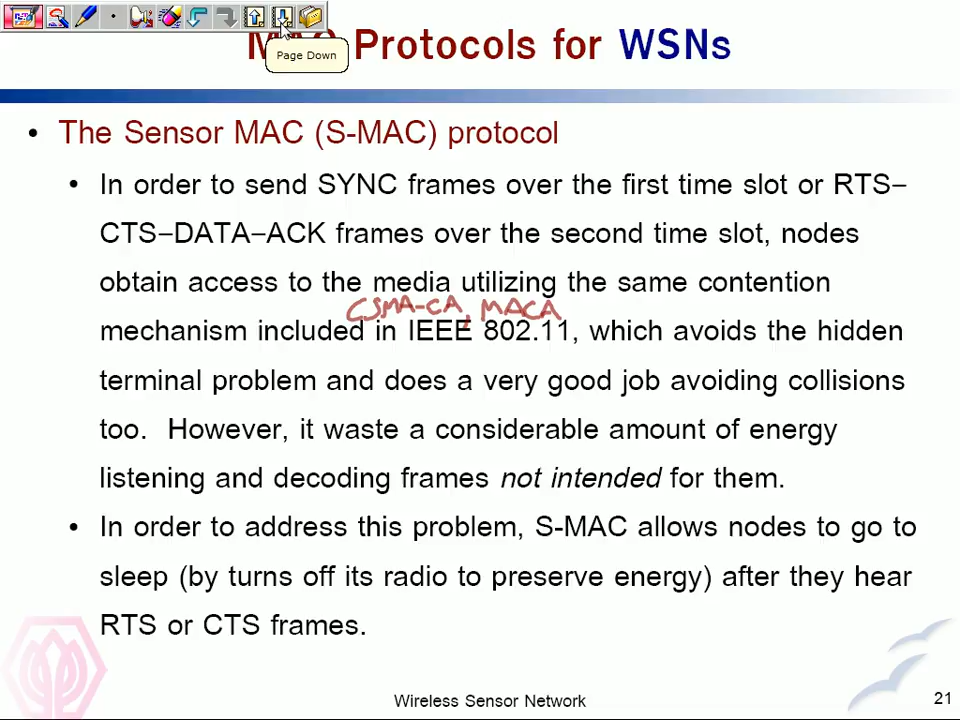 MAC Protocols for WSNs
Page Down
• The Sensor MAC (S-MAC) protocol
• In order to send SYNC frames over the first time slot or RTS–
CTS–DATA–ACK frames over the second time slot, nodes
obtain access to the media utilizing the same contention
CSMA-CA, MACA
mechanism included in IEEE 802.11, which avoids the hidden
terminal problem and does a very good job avoiding collisions
too. However, it waste a considerable amount of energy
listening and decoding frames not intended for them.
• In order to address this problem, S-MAC allows nodes to go to
sleep (by turns off its radio to preserve energy) after they hear
RTS or CTS frames.
Wireless Sensor Network
21